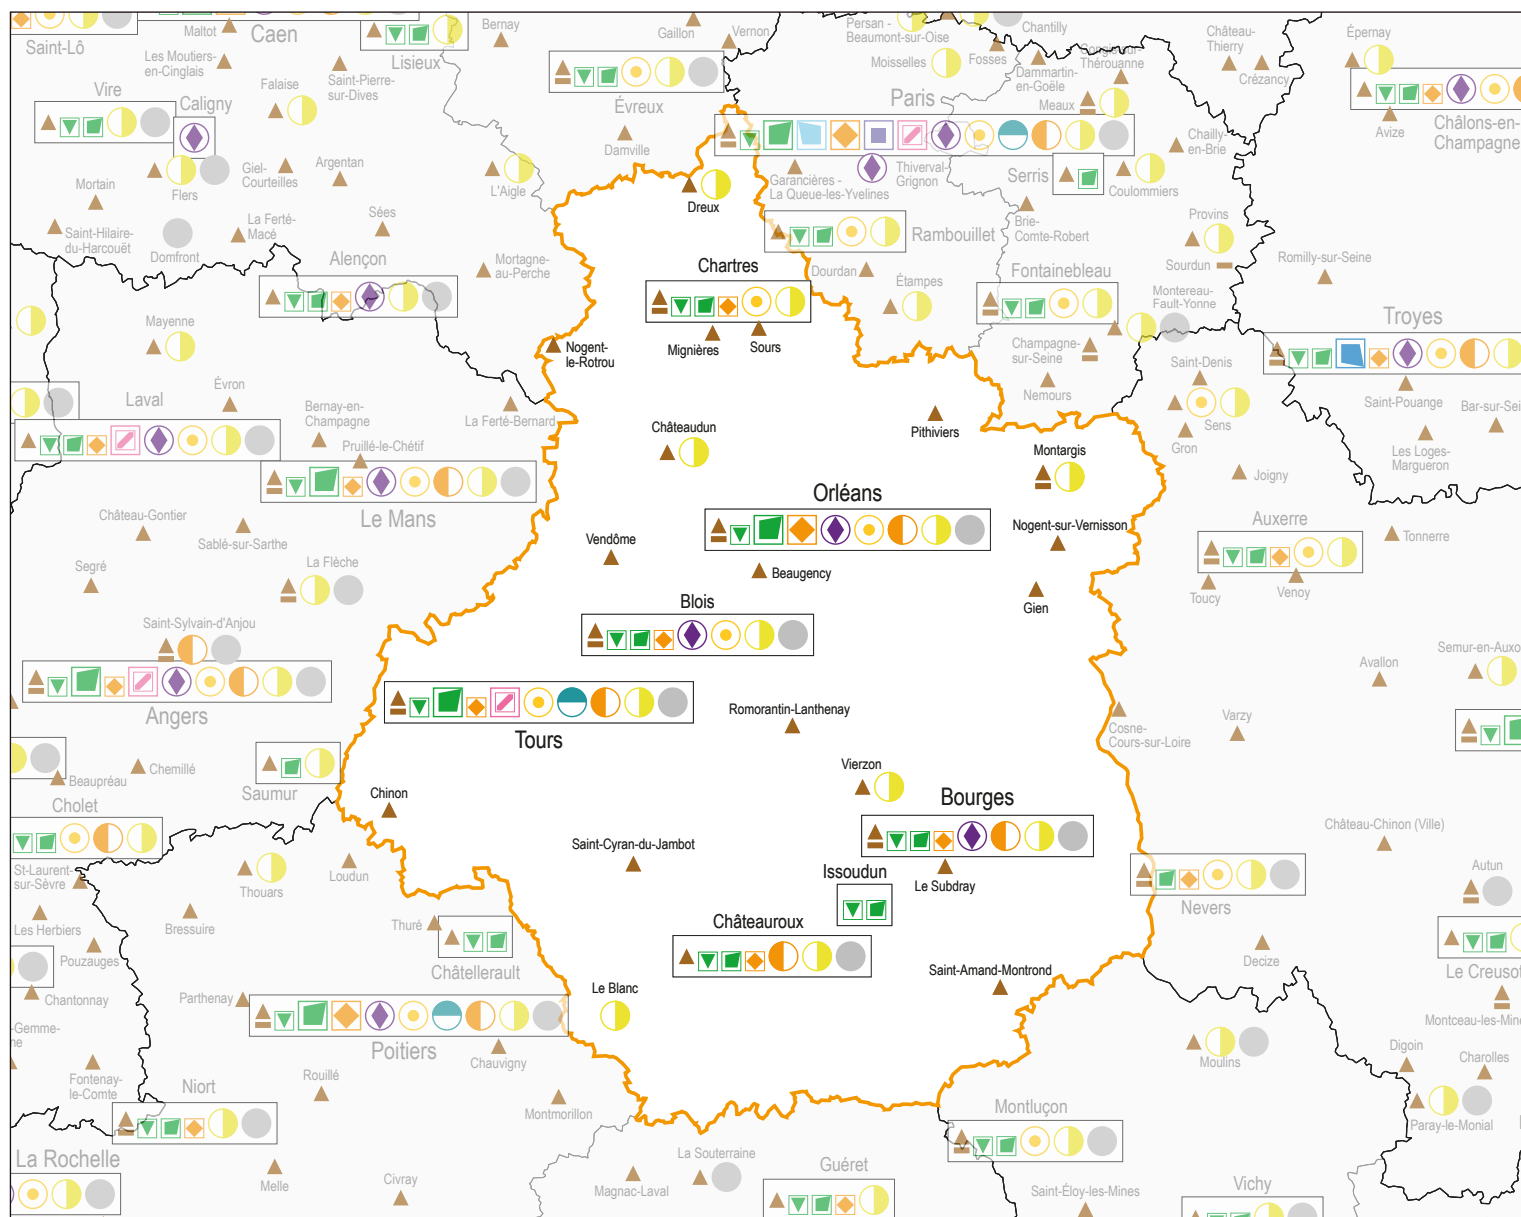 Saint-Lô
Maltot
Caen
Les Moutiers-
en-Cinglais
Vire
Caligny
Falaise
Saint-Pierre-
sur-Dives
Lisieux
Bernay
Gaillon
Vernon
Évreux
Damville
Persan -
Beaumont-sur-Oise
Moisselles
Chantilly
Fosses
Dammartin-
en-Goële
Congis-sur-
Thérouanne
Meaux
Château-
Thierry
Crézancy
Épernay
Avize
Châlons-en-
Champagne
Paris
Mortain
Flers
Giel-
Courteilles
Argentan
L'Aigle
Saint-Hilaire-
du-Harcouët
Domfront
La Ferté-
Macé
Sées
Alençon
Mortagne-
au-Perche
Dreux
Garancières -
La Queue-les-Yvelines
Thiverval-
Grignon
Serris
Coulommiers
Chailly-
en-Brie
Brie-
Comte-Robert
Provins
Sourdun
Rambouillet
Dourdan
Étampes
Fontainebleau
Montereau-
Fault-Yonne
Romilly-sur-Seine
Troyes
Chartres
Mignières
Sours
Nogent-
le-Rotrou
Mayenne
Champagne-
sur-Seine
Nemours
Saint-Denis
Sens
Gron
Saint-Pouange
Bar-sur-Sei
Les Loges-
Margueron
Laval
Évron
Bernay-en-
Champagne
Pruillé-le-Chétif
La Ferté-Bernard
Le Mans
Châteaudun
Pithiviers
Montargis
Joigny
Orléans
Nogent-sur-Vernisson
Auxerre
Tonnerre
Toucy
Venoy
Château-Gontier
Sablé-sur-Sarthe
Segré
La Flèche
Vendôme
Beaugency
Gien
Blois
Saint-Sylvain-d'Anjou
Angers
Tours
Romorantin-Lanthenay
Cosne-
Cours-sur-Loire
Varzy
Avallon
Semur-en-Auxo
Beaupréau
Chemillé
Saumur
Cholet
Chinon
Vierzon
Bourges
Château-Chinon (Ville)
Autun
St-Laurent-
sur-Sèvre
Thouars
Loudun
Saint-Cyran-du-Jambot
Issoudun
Le Subdray
Nevers
Les Herbiers
Bressuire
Pouzauges
Thuré
Châtellerault
Châteauroux
Decize
Le Creusot
Chantonnay
Parthenay
Poitiers
Chauvigny
Le Blanc
Saint-Amand-Montrond
Montceau-les-Mine
-Gemme-
ne
Fontenay-
le-Comte
Niort
Rouillé
Montmorillon
Moulins
Digoin
Charolles
Paray-le-Monial
Montluçon
La Rochelle
Melle
Civray
Magnac-Laval
La Souterraine
Guéret
Saint-Éloy-les-Mines
Vichy